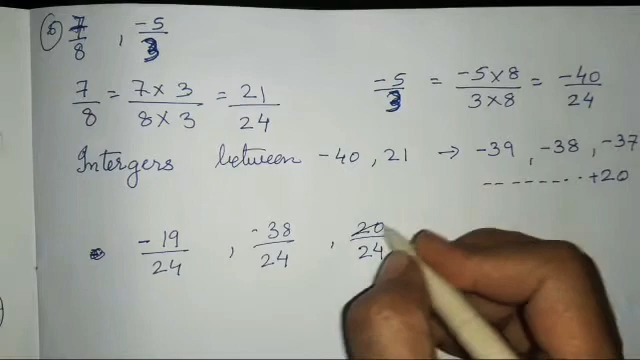 5) 7/8 , -5/3
7/8 = 7 × 3 / 8 × 3 = 21/24
-5/3 = -5 × 8 / 3 × 8 = -40/24
Intergers between -40 , 21 → -39 , -38 , -37
-------- +20
-19/24 , -38/24 , 20/24